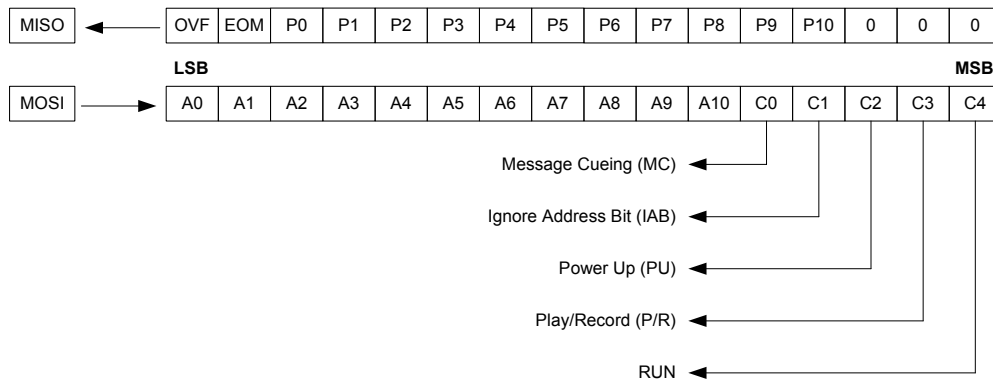 MISO OVF EOM P0 P1 P2 P3 P4 P5 P6 P7 P8 P9 P10 0 0 0
LSB MSB
MOSI A0 A1 A2 A3 A4 A5 A6 A7 A8 A9 A10 C0 C1 C2 C3 C4
Message Cueing (MC)
Ignore Address Bit (IAB)
Power Up (PU)
Play/Record (P/R)
RUN